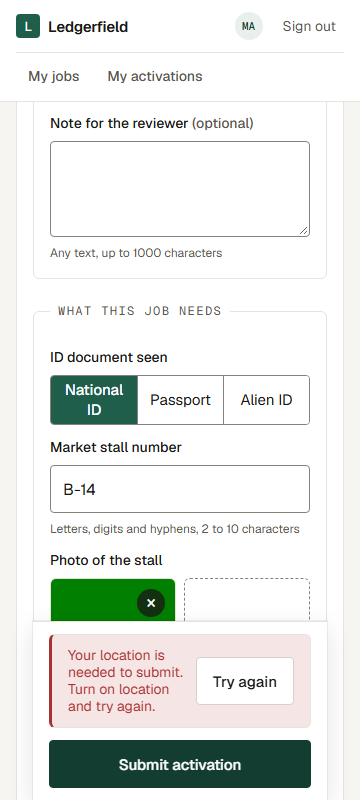 L Ledgerfield MA Sign out
My jobs My activations
Note for the reviewer (optional)
Any text, up to 1000 characters
WHAT THIS JOB NEEDS
ID document seen
National
ID
Passport
Alien ID
Market stall number
B-14
Letters, digits and hyphens, 2 to 10 characters
Photo of the stall
Your location is
needed to submit.
Turn on location
and try again.
Try again
Submit activation